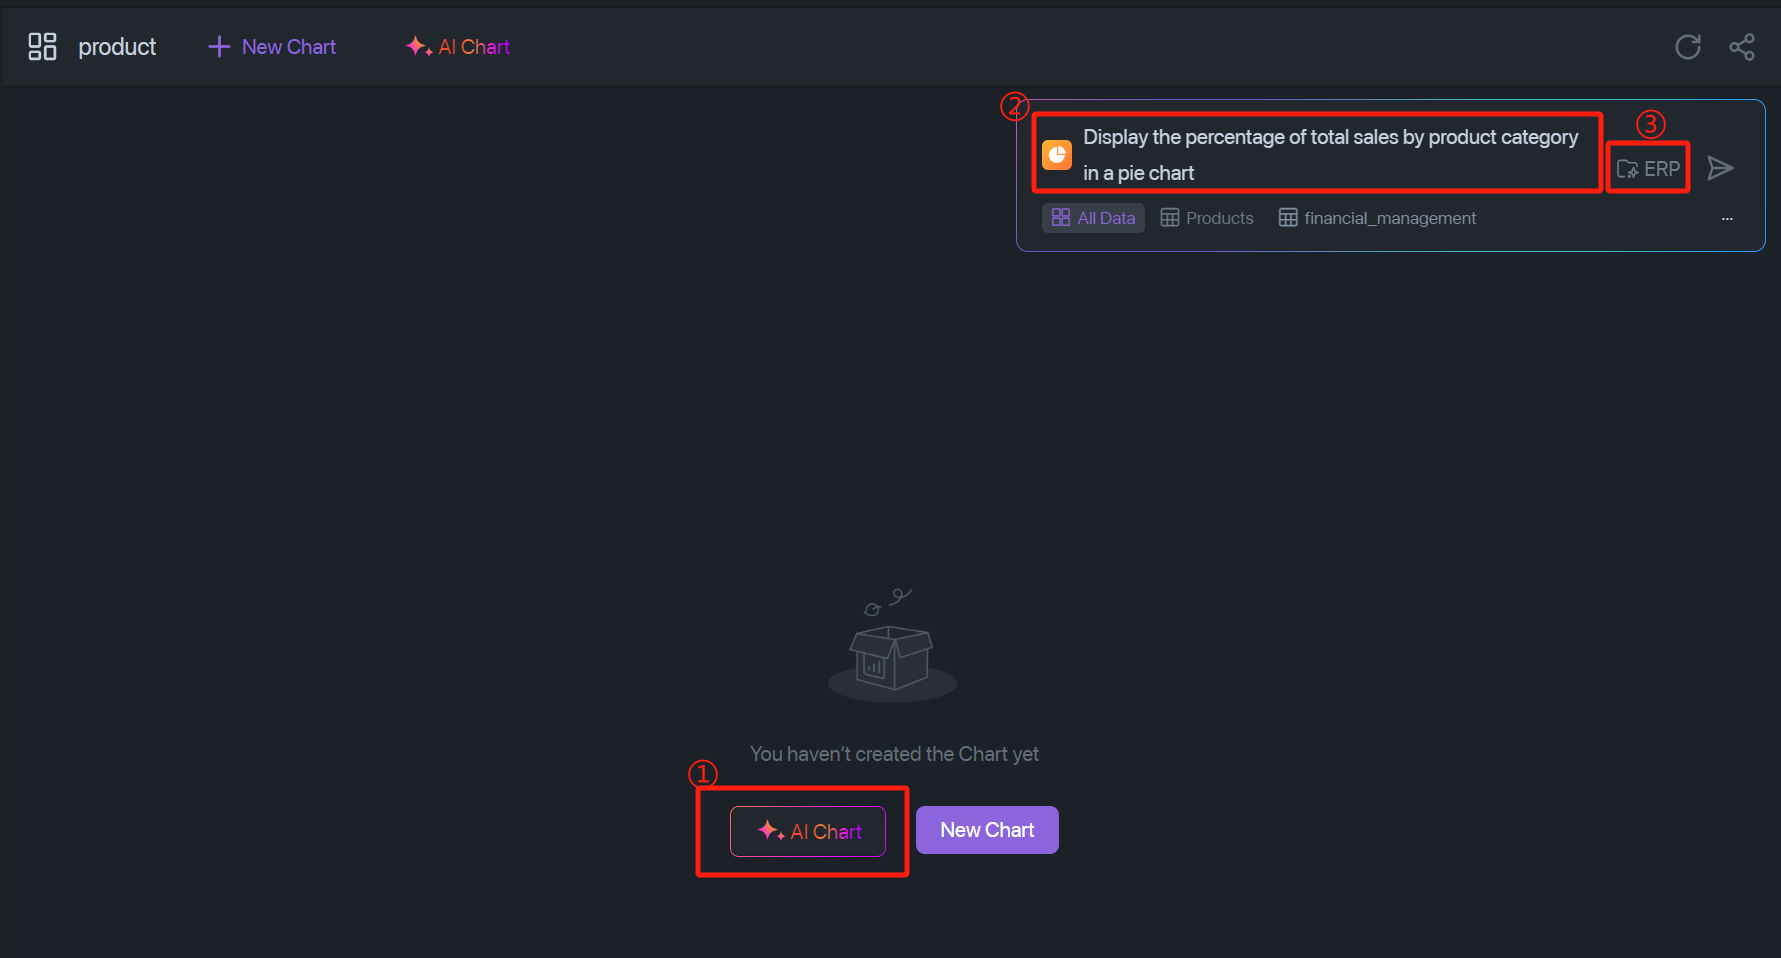 product
New Chart
AI Chart
②
Display the percentage of total sales by product category
in a pie chart
③
ERP
All Data
Products
financial_management
...
You haven't created the Chart yet
①
AI Chart
New Chart